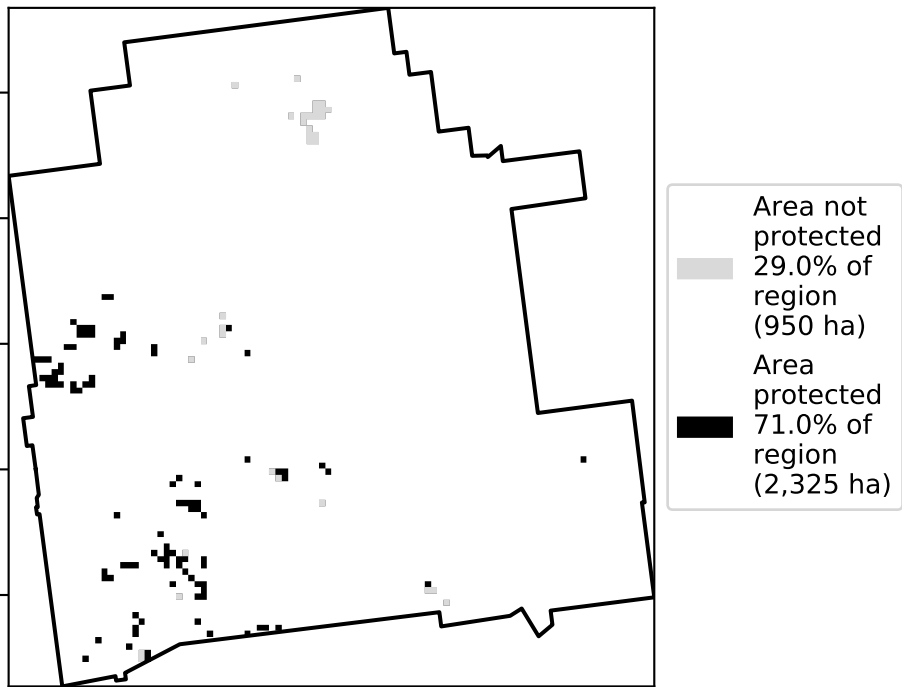 Area not
protected
29.0% of
region
(950 ha)
Area
protected
71.0% of
region
(2,325 ha)